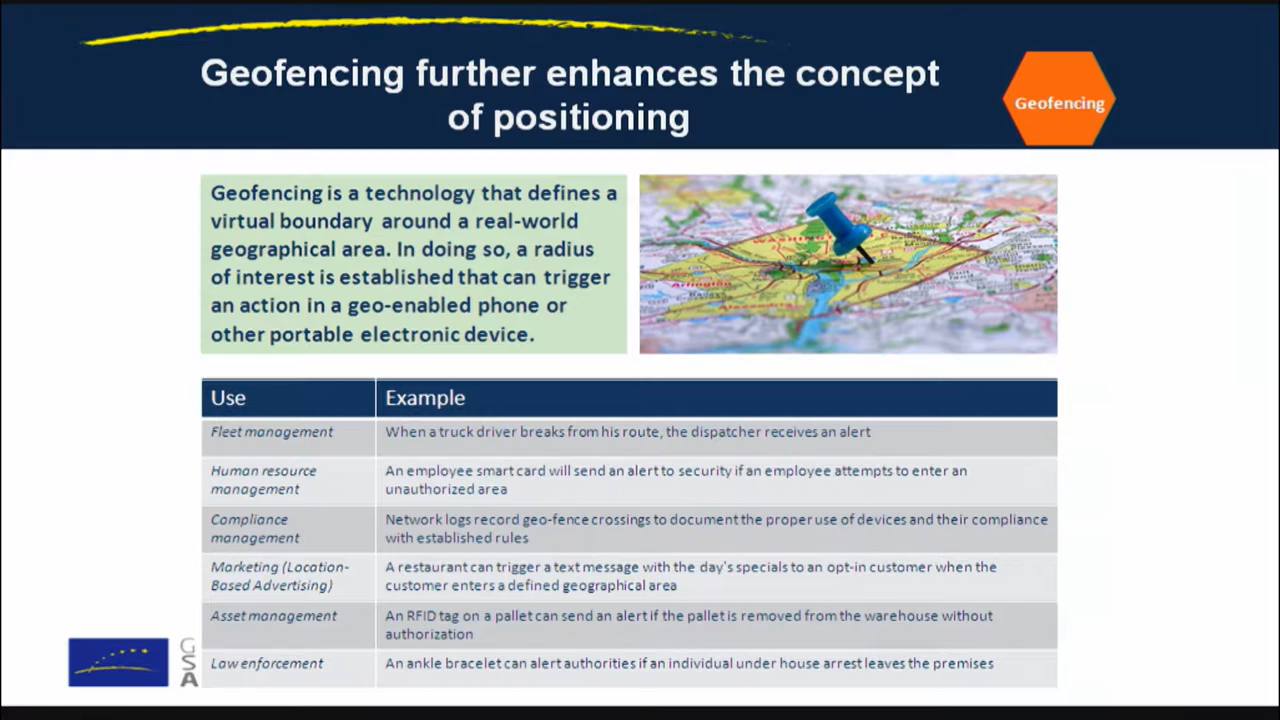 Geofencing further enhances the concept
of positioning
Geofencing
Geofencing is a technology that defines a
virtual boundary around a real-world
geographical area. In doing so, a radius
of interest is established that can trigger
an action in a geo-enabled phone or
other portable electronic device.
WASHINGTON
Arlington
Alexandria
Use
Example
Fleet management
When a truck driver breaks from his route, the dispatcher receives an alert
Human resource
management
An employee smart card will send an alert to security if an employee attempts to enter an
unauthorized area
Compliance
management
Network logs record geo-fence crossings to document the proper use of devices and their compliance
with established rules
Marketing (Location-
Based Advertising)
A restaurant can trigger a text message with the day's specials to an opt-in customer when the
customer enters a defined geographical area
Asset management
An RFID tag on a pallet can send an alert if the pallet is removed from the warehouse without
authorization
Law enforcement
An ankle bracelet can alert authorities if an individual under house arrest leaves the premises
GSA